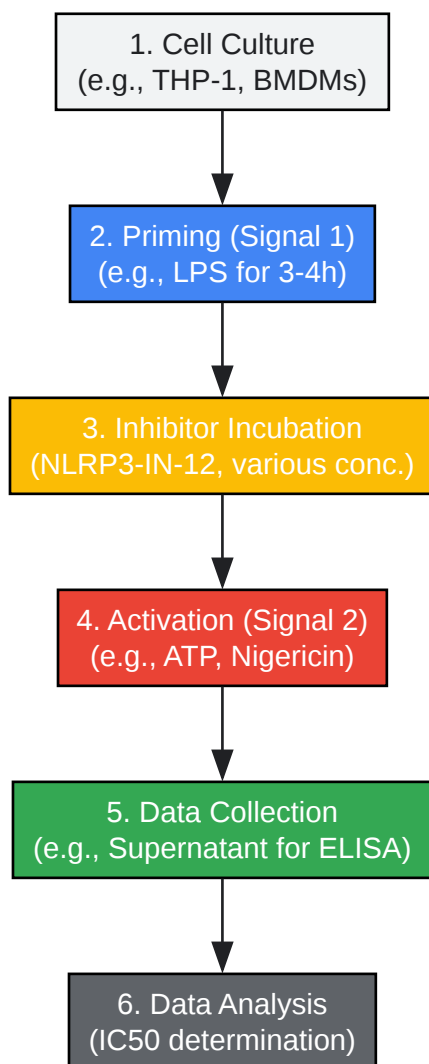 1. Cell Culture
(e.g., THP-1, BMDMs)
2. Priming (Signal 1)
(e.g., LPS for 3-4h)
3. Inhibitor Incubation
(NLRP3-IN-12, various conc.)
4. Activation (Signal 2)
(e.g., ATP, Nigericin)
5. Data Collection
(e.g., Supernatant for ELISA)
6. Data Analysis
(IC50 determination)